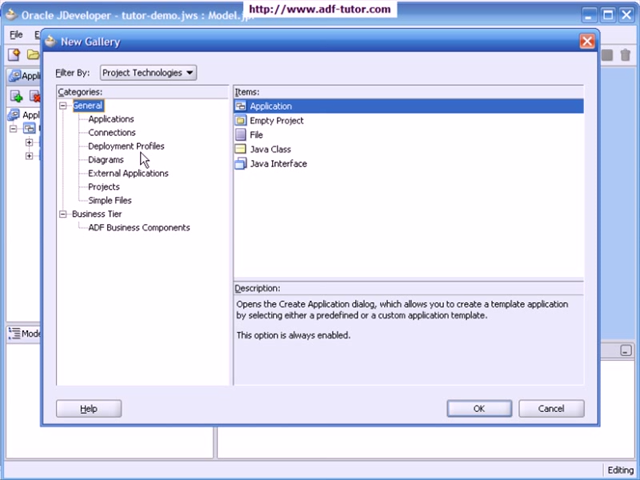 http://www.adf-tutor.com
Oracle JDeveloper - tutor-demo.jws : Model.jp
File
New Gallery
Filter By: Project Technologies
Categories:
General
Applications
Connections
Deployment Profiles
Diagrams
External Applications
Projects
Simple Files
Business Tier
ADF Business Components
Items:
Application
Empty Project
File
Java Class
Java Interface
Description:
Opens the Create Application dialog, which allows you to create a template application
by selecting either a predefined or a custom application template.
This option is always enabled.
Help
OK
Cancel
Editing